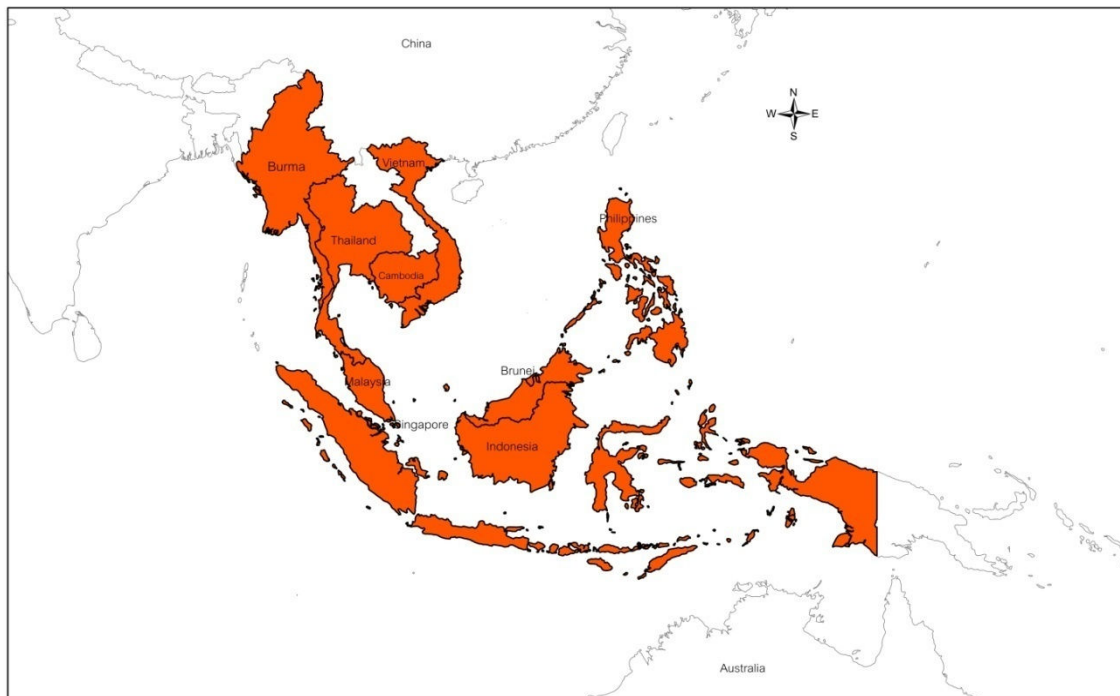 China
N
W E
S
Burma
Vietnam
Philippines
Thailand
Cambodia
Brunei
Malaysia
Singapore
Indonesia
Australia